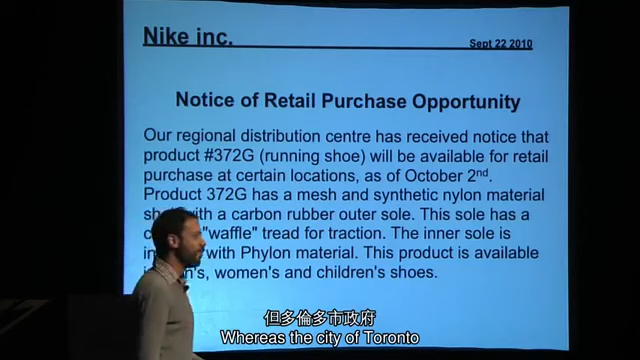 Nike inc.
Sept 22 2010
Notice of Retail Purchase Opportunity
Our regional distribution centre has received notice that
product #372G (running shoe) will be available for retail
purchase at certain locations, as of October 2nd.
Product 372G has a mesh and synthetic nylon material
with a carbon rubber outer sole. This sole has a
"waffle" tread for traction. The inner sole is
with Phylon material. This product is available
women's and children's shoes.
但多倫多市政府
Whereas the city of Toronto